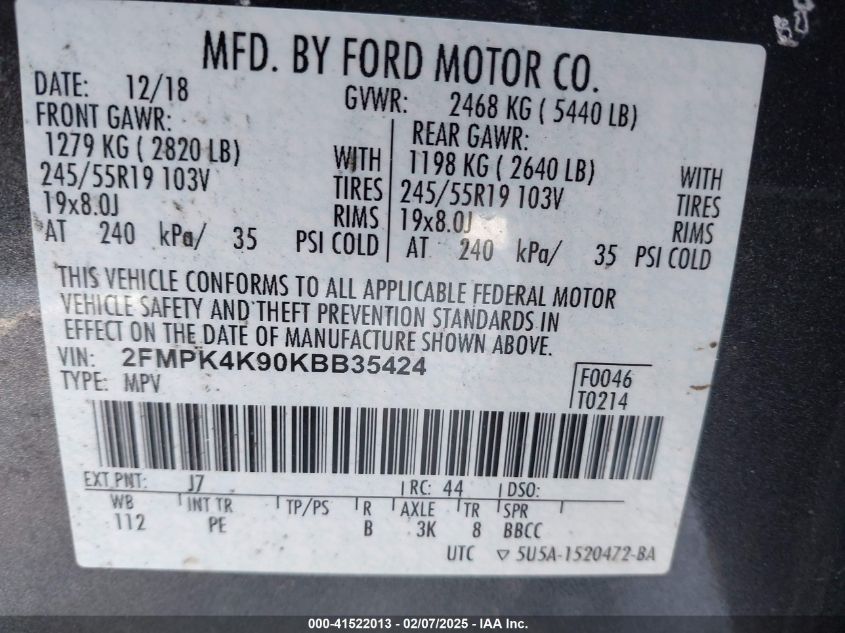 MFD. BY FORD MOTOR CO.
DATE: 12/18 GVWR: 2468 KG ( 5440 LB)
FRONT GAWR: REAR GAWR:
1279 KG ( 2820 LB) WITH 1198 KG ( 2640 LB) WITH
245/55R19 103V TIRES 245/55R19 103V TIRES
19x8.0J RIMS 19x8.0J RIMS
AT 240 kPa/ 35 PSI COLD AT 240 kPa/ 35 PSI COLD
THIS VEHICLE CONFORMS TO ALL APPLICABLE FEDERAL MOTOR
VEHICLE SAFETY AND THEFT PREVENTION STANDARDS IN
EFFECT ON THE DATE OF MANUFACTURE SHOWN ABOVE.
VIN: 2FMPK4K90KBB35424
TYPE: MPV
F0046
T0214
EXT PNT: J7 RC: 44 DSO:
WB INT TR TP/PS R AXLE TR SPR
112 PE B 3K 8 BBCC
UTC ▽ 5U5A-1520472-BA
000-41522013 - 02/07/2025 - IAA Inc.